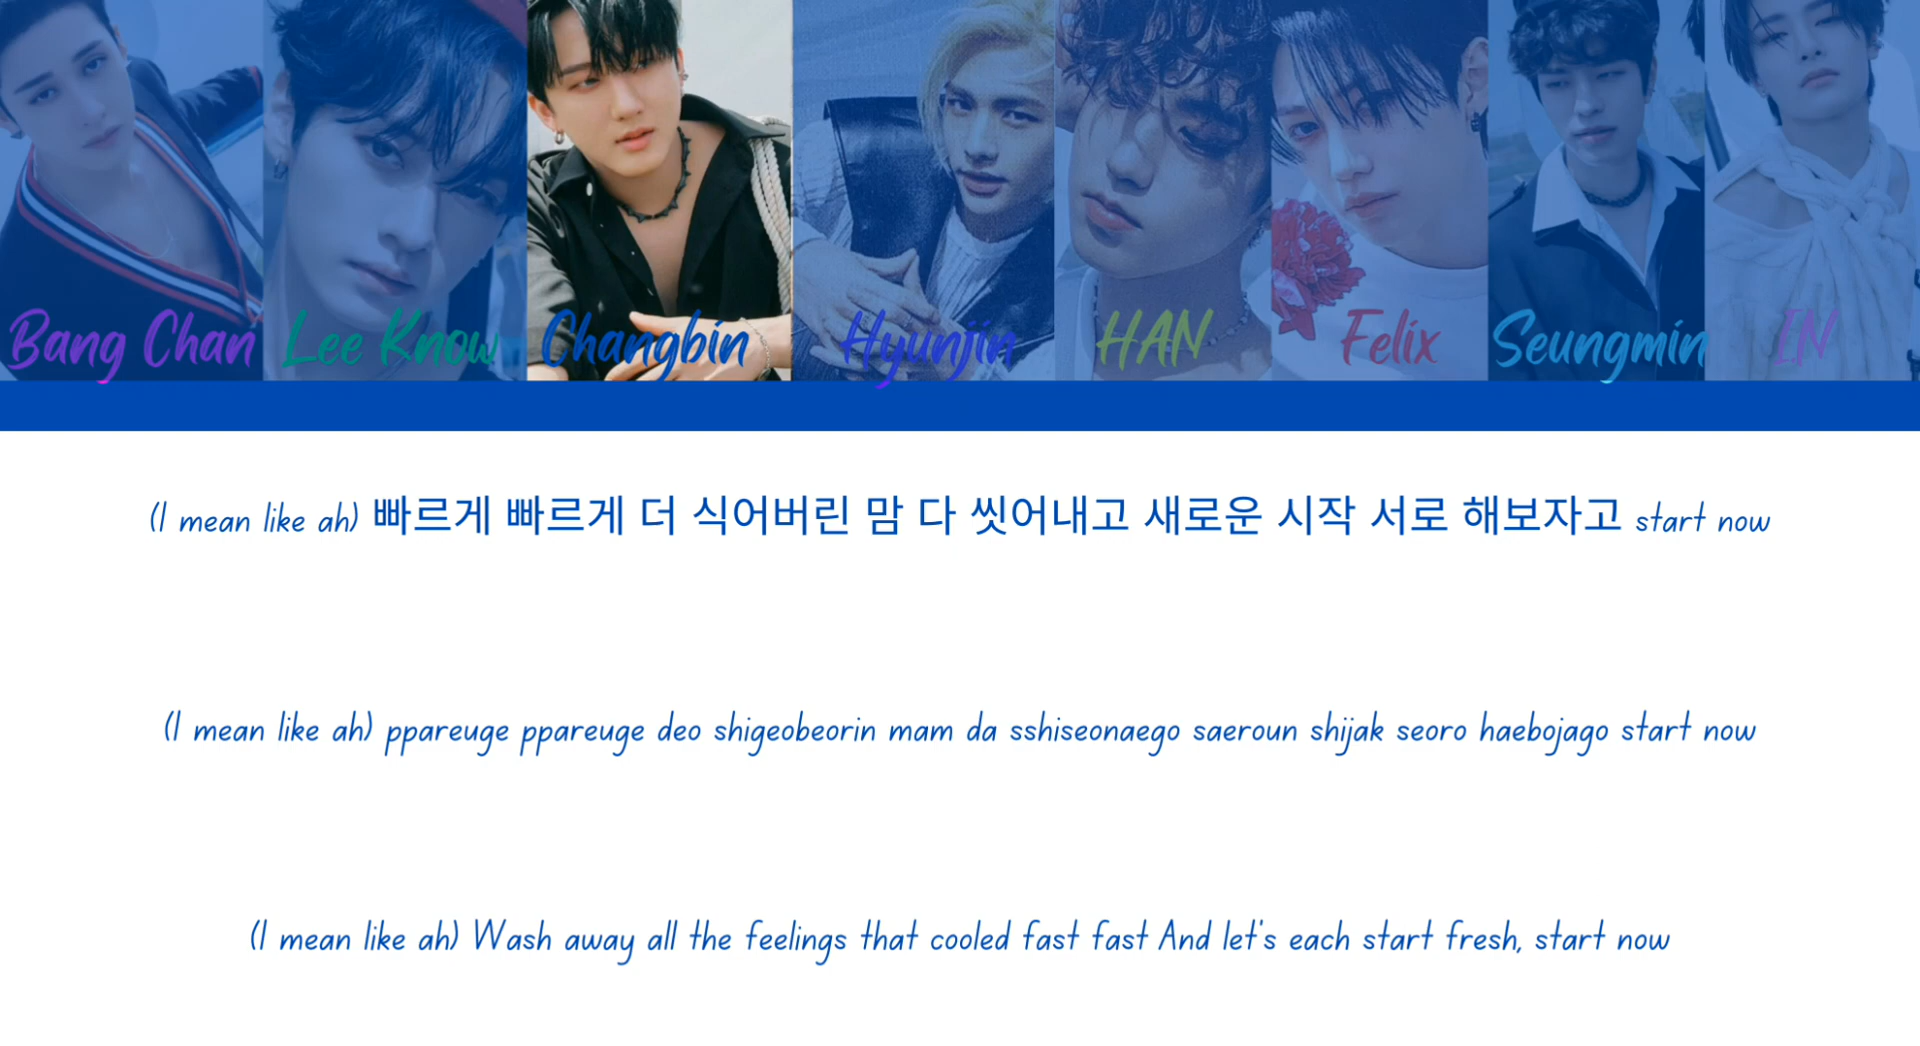 Bang Chan Lee Know Changbin Hyunjin HAN Felix Seungmin IN
(I mean like ah) 빠르게 빠르게 더 식어버린 맘 다 씻어내고 새로운 시작 서로 해보자고 start now
(I mean like ah) ppareuge ppareuge deo shigeobeorin mam da sshiseonaego saeroun shijak seoro haebojago start now
(I mean like ah) Wash away all the feelings that cooled fast fast And let's each start fresh, start now